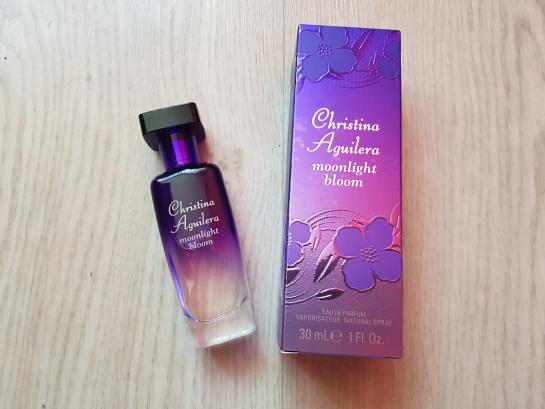 Christina
Aguilera
moonlight
bloom
Christina
Aguilera
moonlight
bloom
EAU DE PARFUM
VAPORISATEUR · NATURAL SPRAY
30 mL℮ 1 Fl. Oz.